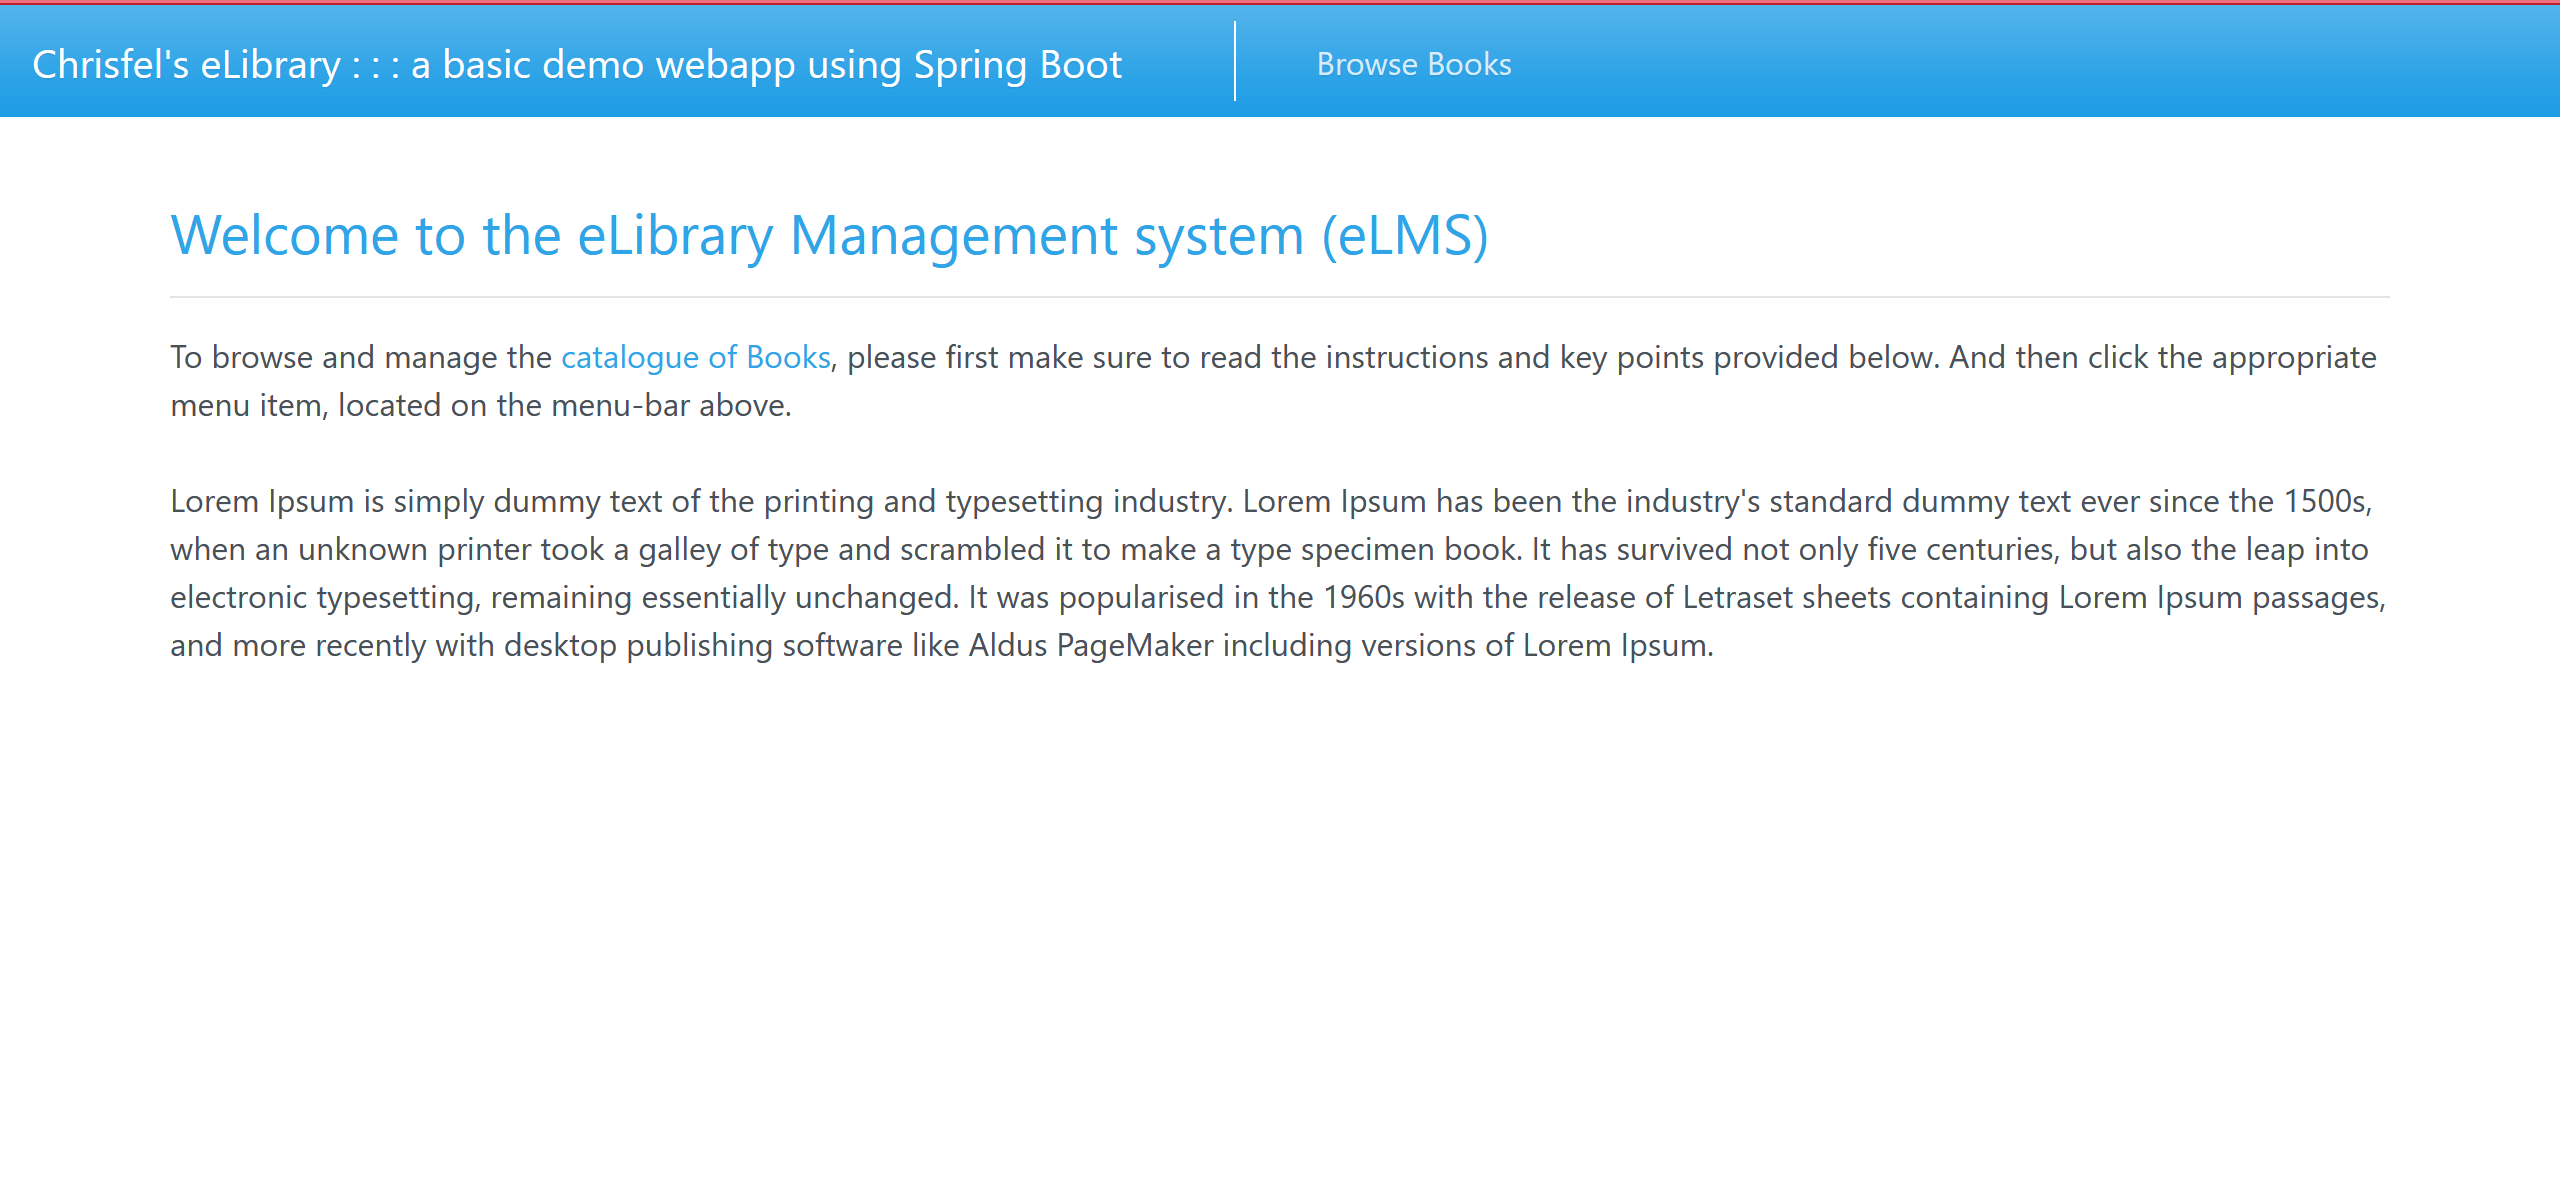 Chrisfel's eLibrary : : : a basic demo webapp using Spring Boot
Browse Books
Welcome to the eLibrary Management system (eLMS)
To browse and manage the catalogue of Books, please first make sure to read the instructions and key points provided below. And then click the appropriate
menu item, located on the menu-bar above.
Lorem Ipsum is simply dummy text of the printing and typesetting industry. Lorem Ipsum has been the industry's standard dummy text ever since the 1500s,
when an unknown printer took a galley of type and scrambled it to make a type specimen book. It has survived not only five centuries, but also the leap into
electronic typesetting, remaining essentially unchanged. It was popularised in the 1960s with the release of Letraset sheets containing Lorem Ipsum passages,
and more recently with desktop publishing software like Aldus PageMaker including versions of Lorem Ipsum.